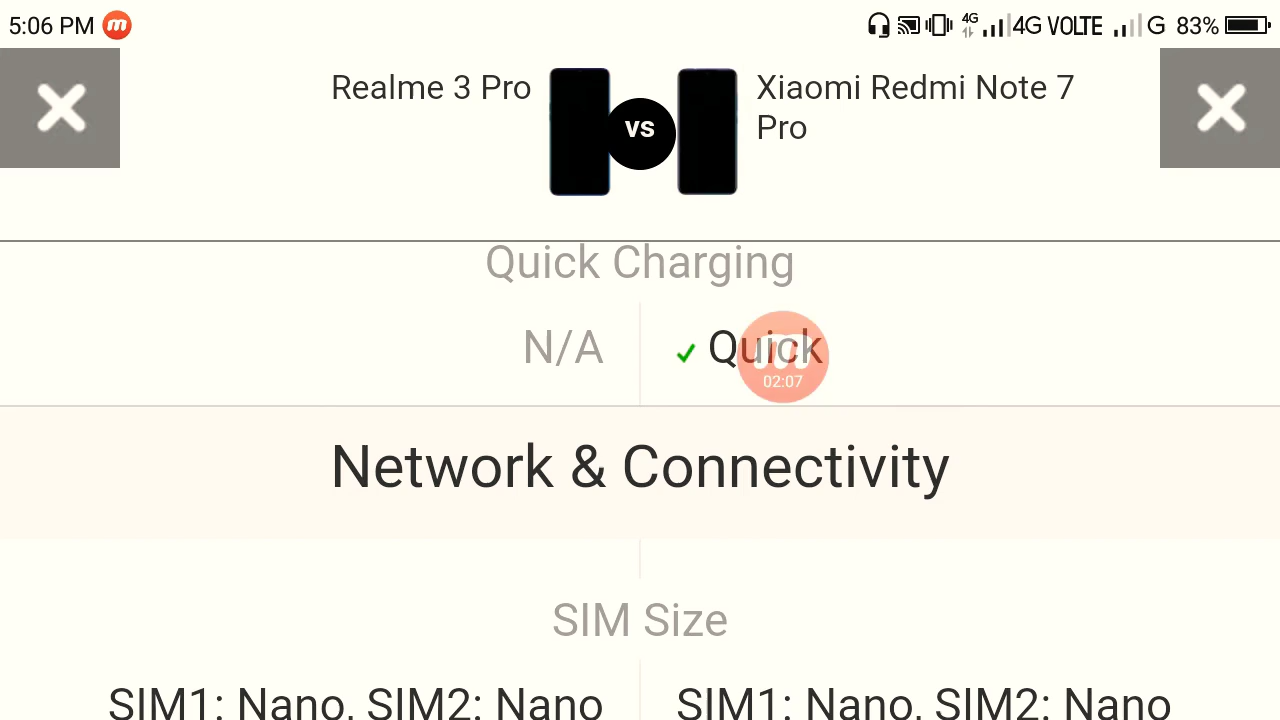 5:06 PM m 4G 4G VOLTE G 83%
Realme 3 Pro
vs
Xiaomi Redmi Note 7
Pro
Quick Charging
N/A
Quick
m
02:07
Network & Connectivity
SIM Size
SIM1: Nano, SIM2: Nano
SIM1: Nano, SIM2: Nano